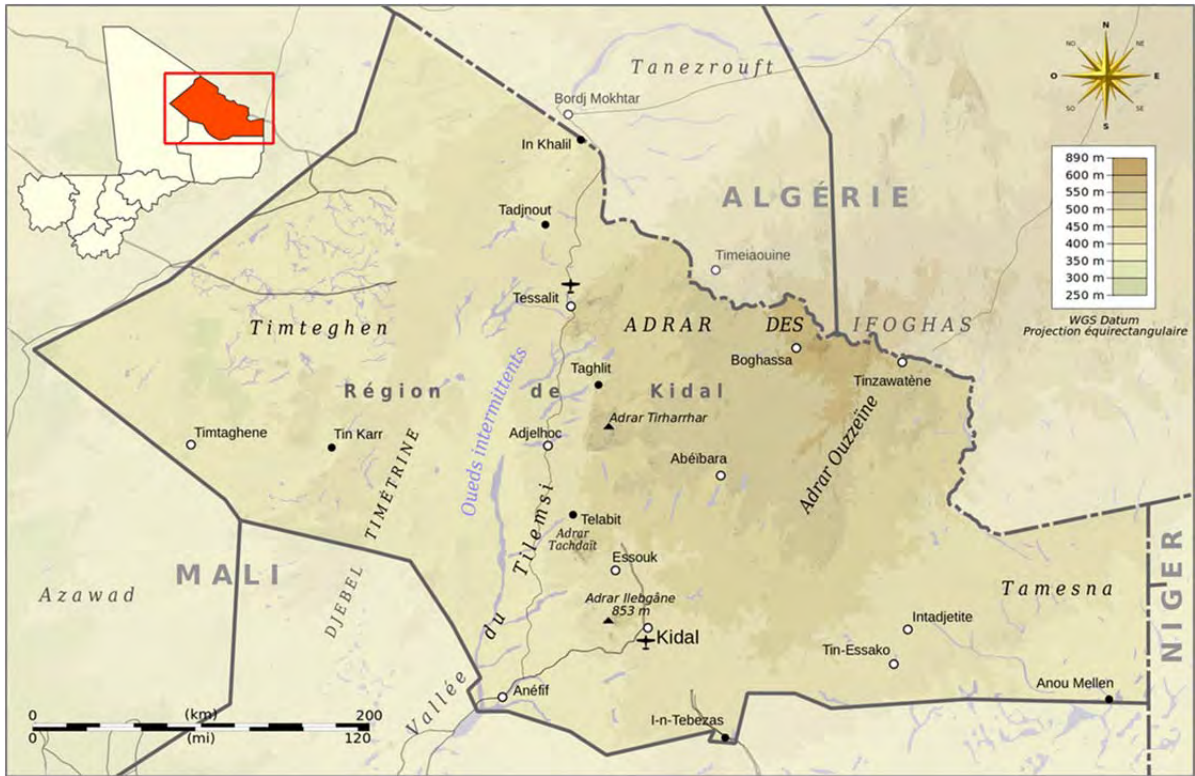 N
NO
NE
O
E
SO
SE
S
Tanezrouft
Bordj Mokhtar
In Khalil
890 m
600 m
550 m
500 m
450 m
400 m
350 m
300 m
250 m
WGS Datum
Projection équirectangulaire
ALGÉRIE
Tadjnout
Timeiaouine
Tessalit
Timteghen
ADRAR DES IFOGHAS
Boghassa
Tinzawatène
Taghlit
Région de Kidal
Oueds intermittents
Adrar Tirharrhar
Timtaghene
Tin Karr
Adjelhoc
Abéïbara
Adrar Ouzzeïne
DJEBEL TIMÉTRINE
Telabit
Adrar
Tachdaït
Vallée du Tilemsi
Essouk
MALI
Azawad
Adrar Ilebgâne
853 m
Kidal
Tamesna
NIGER
Intadjetite
Tin-Essako
Anéfif
Anou Mellen
I-n-Tebezas
0 (km) 200
0 (mi) 120